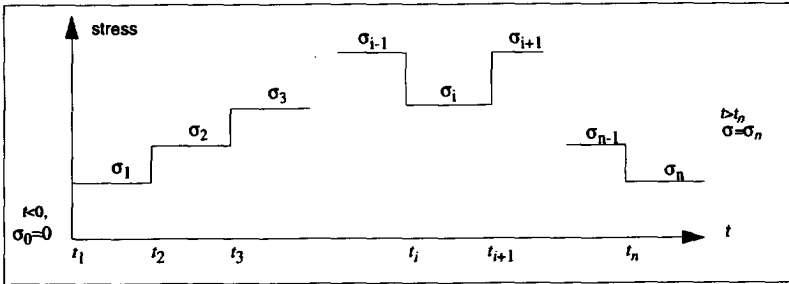 stress
σi-1
σi+1
σi
σ3
σ2
σ1
σn-1
σn
t>tn
σ=σn
t<0,
σ0=0
t1
t2
t3
ti
ti+1
tn
t